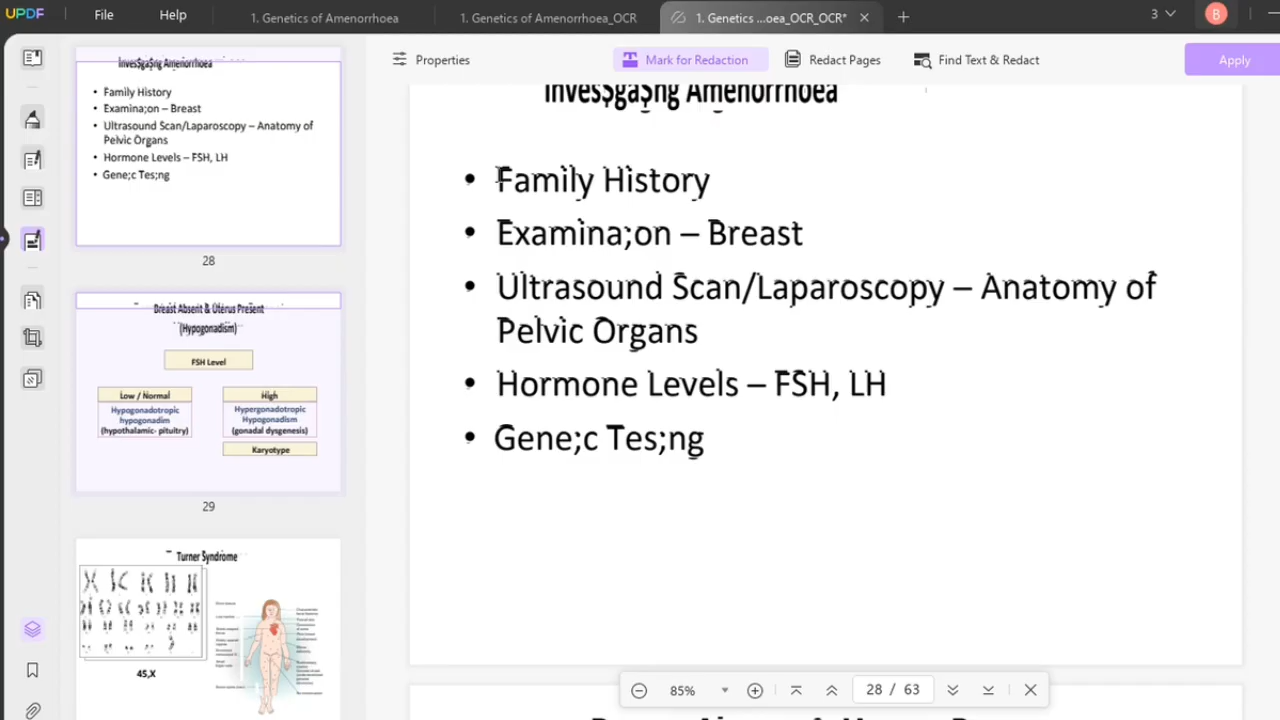 UPDF File Help 1. Genetics of Amenorrhoea 1. Genetics of Amenorrhoea_OCR 1. Genetics ...oea_OCR_OCR* 3 B
Properties Mark for Redaction Redact Pages Find Text & Redact Apply
Inves$ga$ng Amenorrhoea
• Family History
• Examina;on – Breast
• Ultrasound Scan/Laparoscopy – Anatomy of
Pelvic Organs
• Hormone Levels – FSH, LH
• Gene;c Tes;ng
28
Breast Absent & Uterus Present
(Hypogonadism)
FSH Level
Low / Normal High
Hypogonadotropic
hypogonadim
(hypothalamic- pituitry)
Hypergonadotropic
Hypogonadism
(gonadal dysgenesis)
Karyotype
29
Turner Syndrome
45,X
Inves$ga$ng Amenorrhoea
• Family History
• Examina;on – Breast
• Ultrasound Scan/Laparoscopy – Anatomy of
Pelvic Organs
• Hormone Levels – FSH, LH
• Gene;c Tes;ng
85% 28 / 63